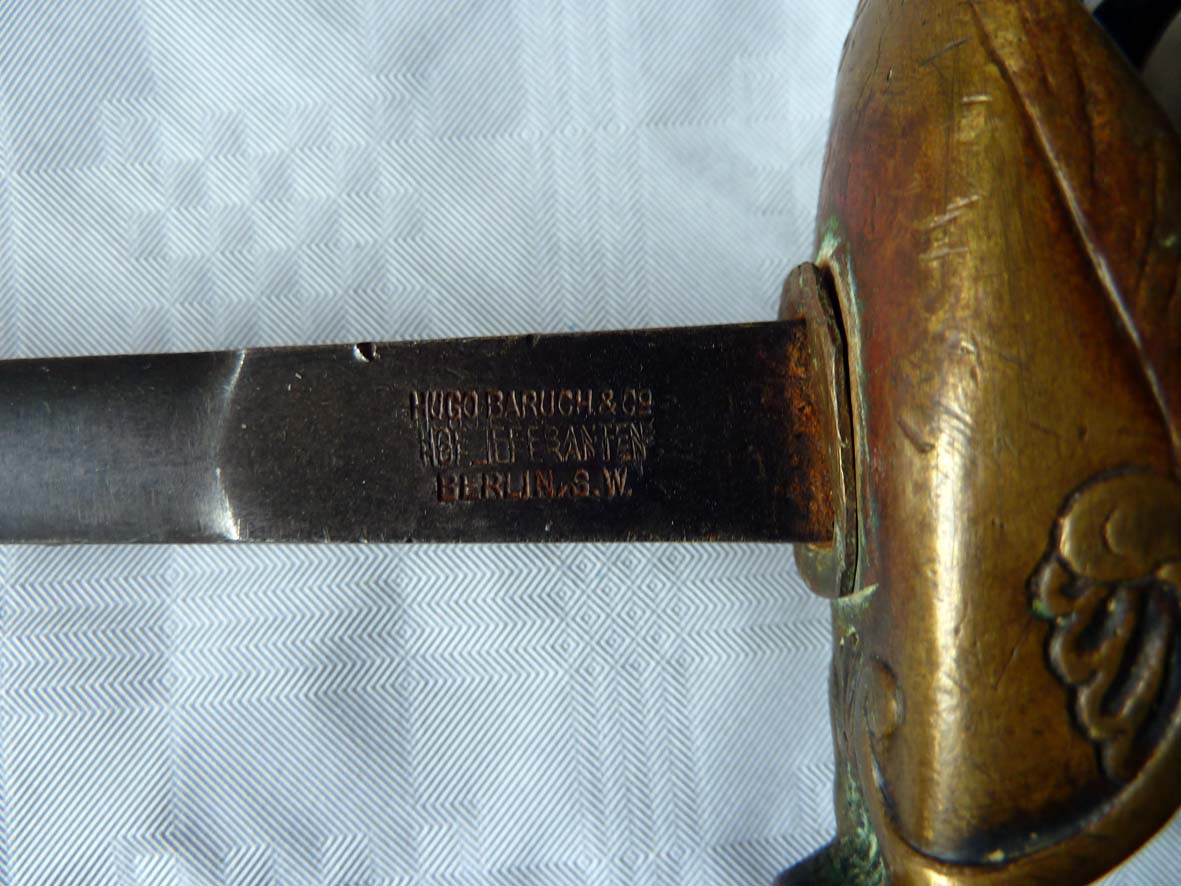 HUGO BARUCH & Cº
HOFLIEFERANTEN
BERLIN, S.W.